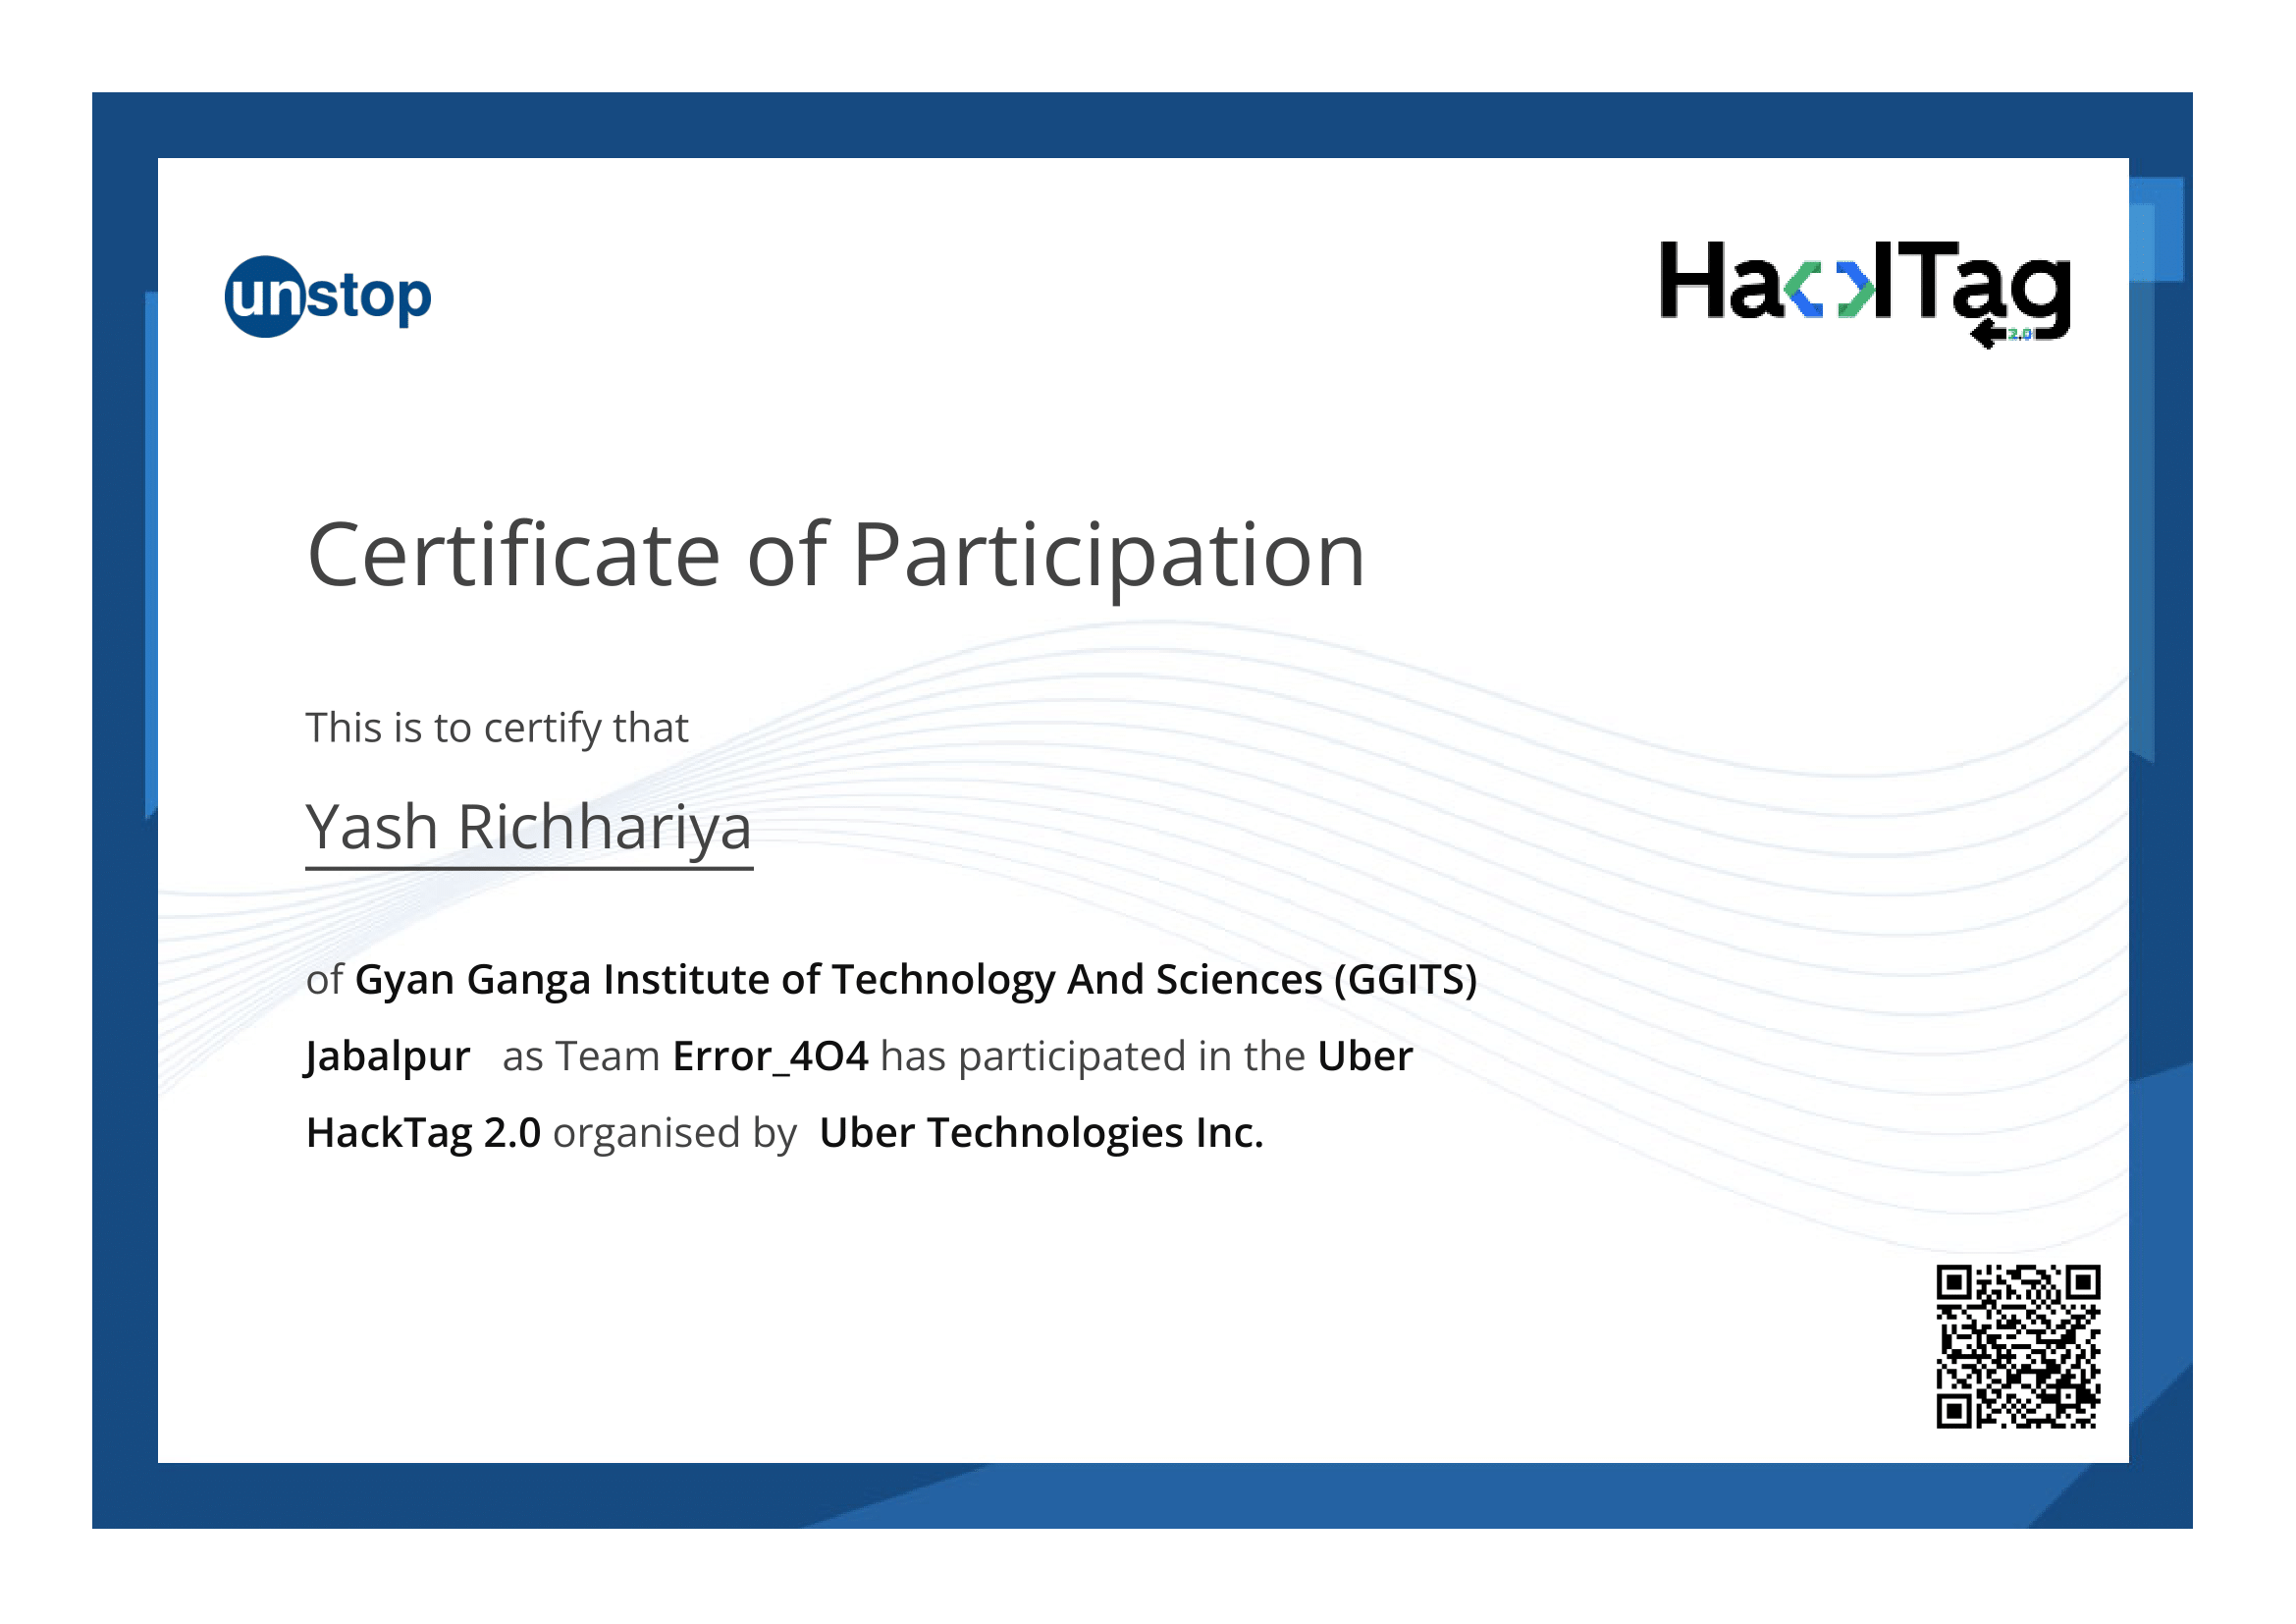 unstop
HackTag
2.0
Certificate of Participation
This is to certify that
Yash Richhariya
of Gyan Ganga Institute of Technology And Sciences (GGITS)
Jabalpur as Team Error_4O4 has participated in the Uber
HackTag 2.0 organised by Uber Technologies Inc.